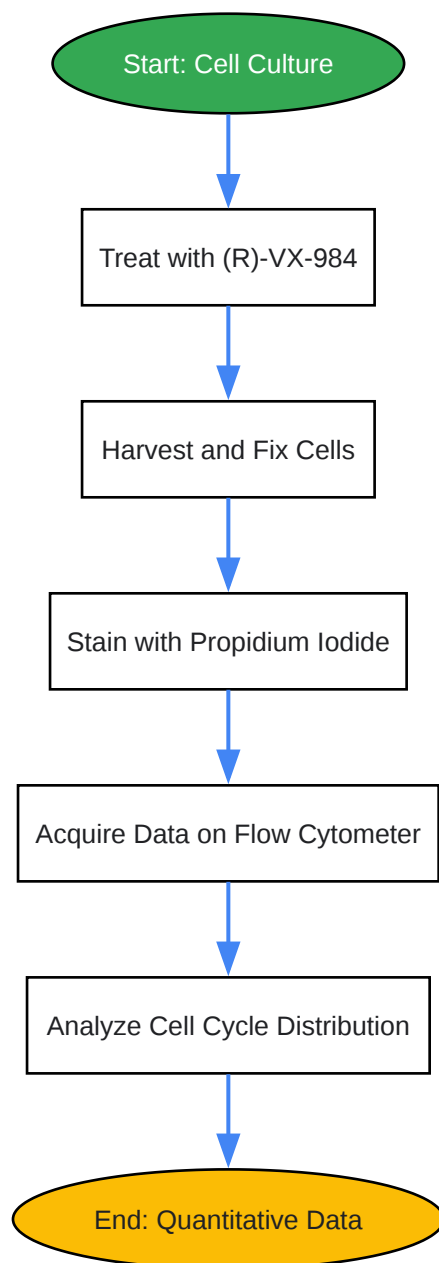 Start: Cell Culture
Treat with (R)-VX-984
Harvest and Fix Cells
Stain with Propidium Iodide
Acquire Data on Flow Cytometer
Analyze Cell Cycle Distribution
End: Quantitative Data